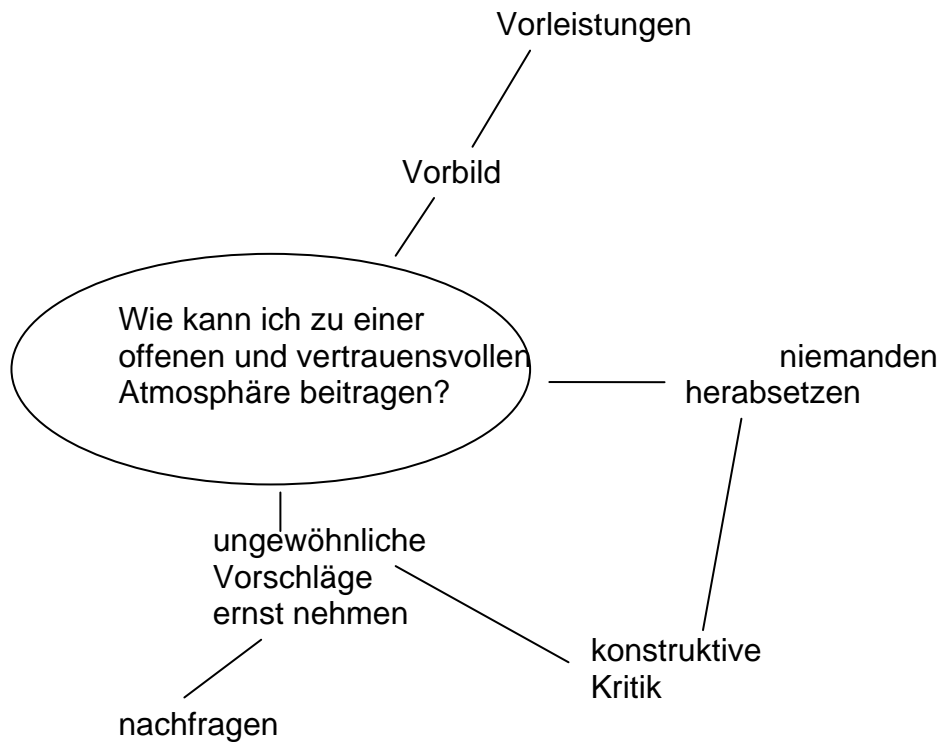 Vorleistungen
Vorbild
Wie kann ich zu einer
offenen und vertrauensvollen
Atmosphäre beitragen?
niemanden
herabsetzen
ungewöhnliche
Vorschläge
ernst nehmen
konstruktive
Kritik
nachfragen